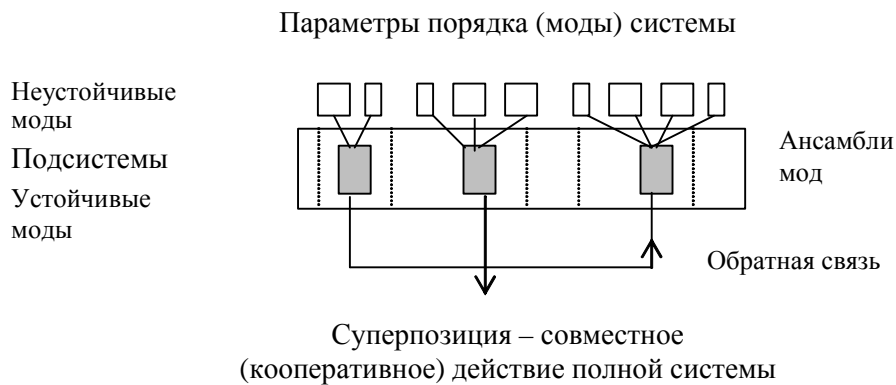 Параметры порядка (моды) системы
Неустойчивые
моды
Подсистемы
Устойчивые
моды
Ансамбли
мод
Обратная связь
Суперпозиция – совместное
(кооперативное) действие полной системы